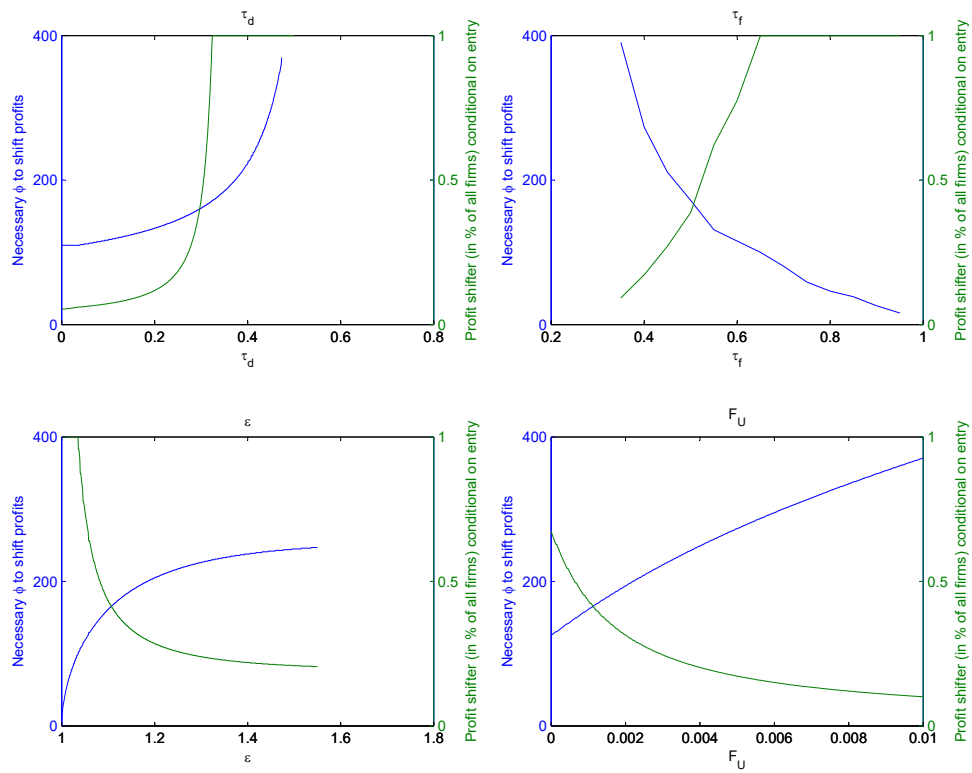 τd
400
200
0
Necessary ϕ to shift profits
1
0.5
0
Profit shifter (in % of all firms) conditional on entry
0 0.2 0.4 0.6 0.8
τd
τf
400
200
0
Necessary ϕ to shift profits
1
0.5
0
Profit shifter (in % of all firms) conditional on entry
0.2 0.4 0.6 0.8 1
τf
ε
400
200
0
Necessary ϕ to shift profits
1
0.5
0
Profit shifter (in % of all firms) conditional on entry
1 1.2 1.4 1.6 1.8
ε
FU
400
200
0
Necessary ϕ to shift profits
1
0.5
0
Profit shifter (in % of all firms) conditional on entry
0 0.002 0.004 0.006 0.008 0.01
FU